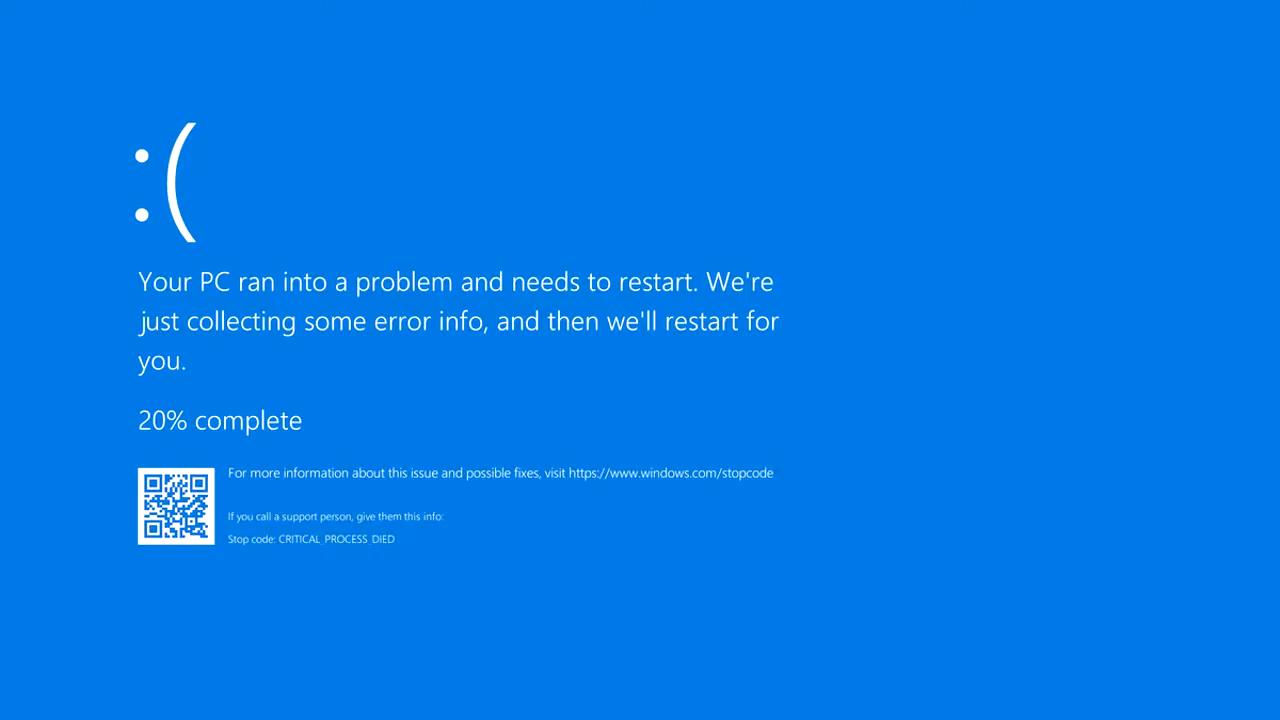 :(
Your PC ran into a problem and needs to restart. We're
just collecting some error info, and then we'll restart for
you.
20% complete
For more information about this issue and possible fixes, visit https://www.windows.com/stopcode
If you call a support person, give them this info:
Stop code: CRITICAL_PROCESS_DIED